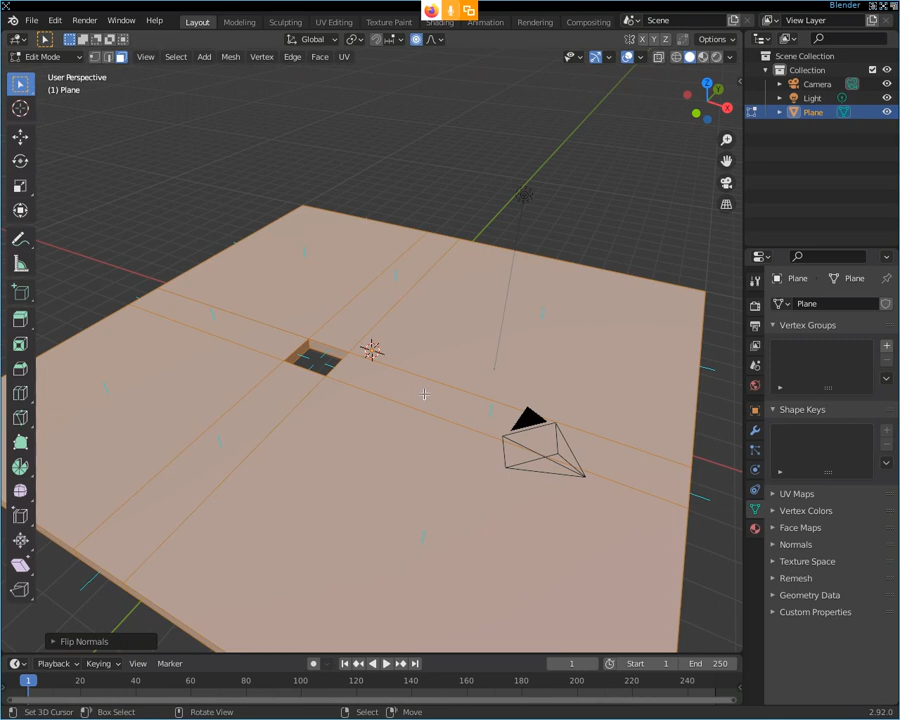 Blender
File Edit Render Window Help
Layout Modeling Sculpting UV Editing Texture Paint Animation Rendering Compositing
Scene
View Layer
Global
Options
Edit Mode
View Select Add Mesh Vertex Edge Face UV
User Perspective
(1) Plane
X
Y
Z
Scene Collection
Collection
Camera
Light
Plane
Plane Plane
Plane
Vertex Groups
Shape Keys
UV Maps
Vertex Colors
Face Maps
Normals
Texture Space
Remesh
Geometry Data
Custom Properties
Flip Normals
Playback Keying View Marker
1
Start 1
End 250
1 20 40 60 80 100 120 140 160 180 200 220 240
Set 3D Cursor Box Select Rotate View Select Move
2.92.0